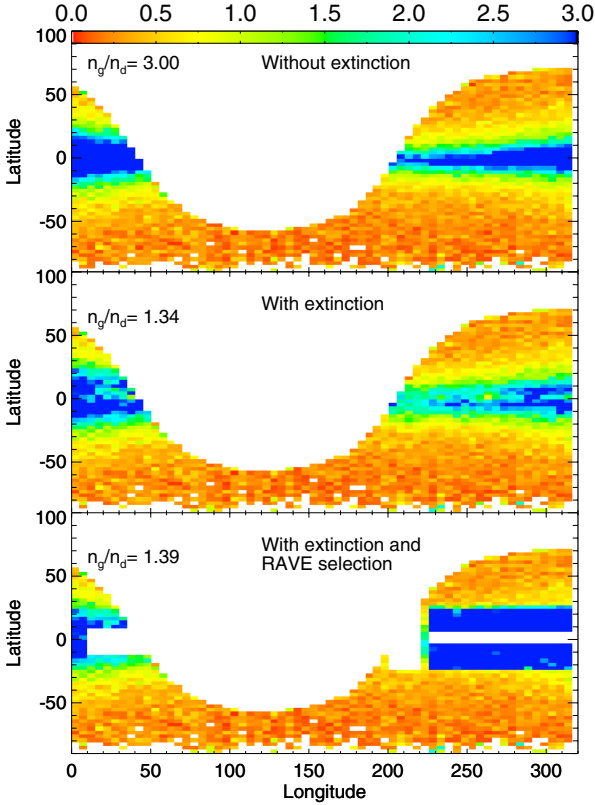 0.0 0.5 1.0 1.5 2.0 2.5 3.0
100
n_g/n_d= 3.00 Without extinction
50
0
-50
Latitude
100
n_g/n_d= 1.34 With extinction
50
0
-50
Latitude
100
n_g/n_d= 1.39 With extinction and
RAVE selection
50
0
-50
Latitude
0 50 100 150 200 250 300
Longitude